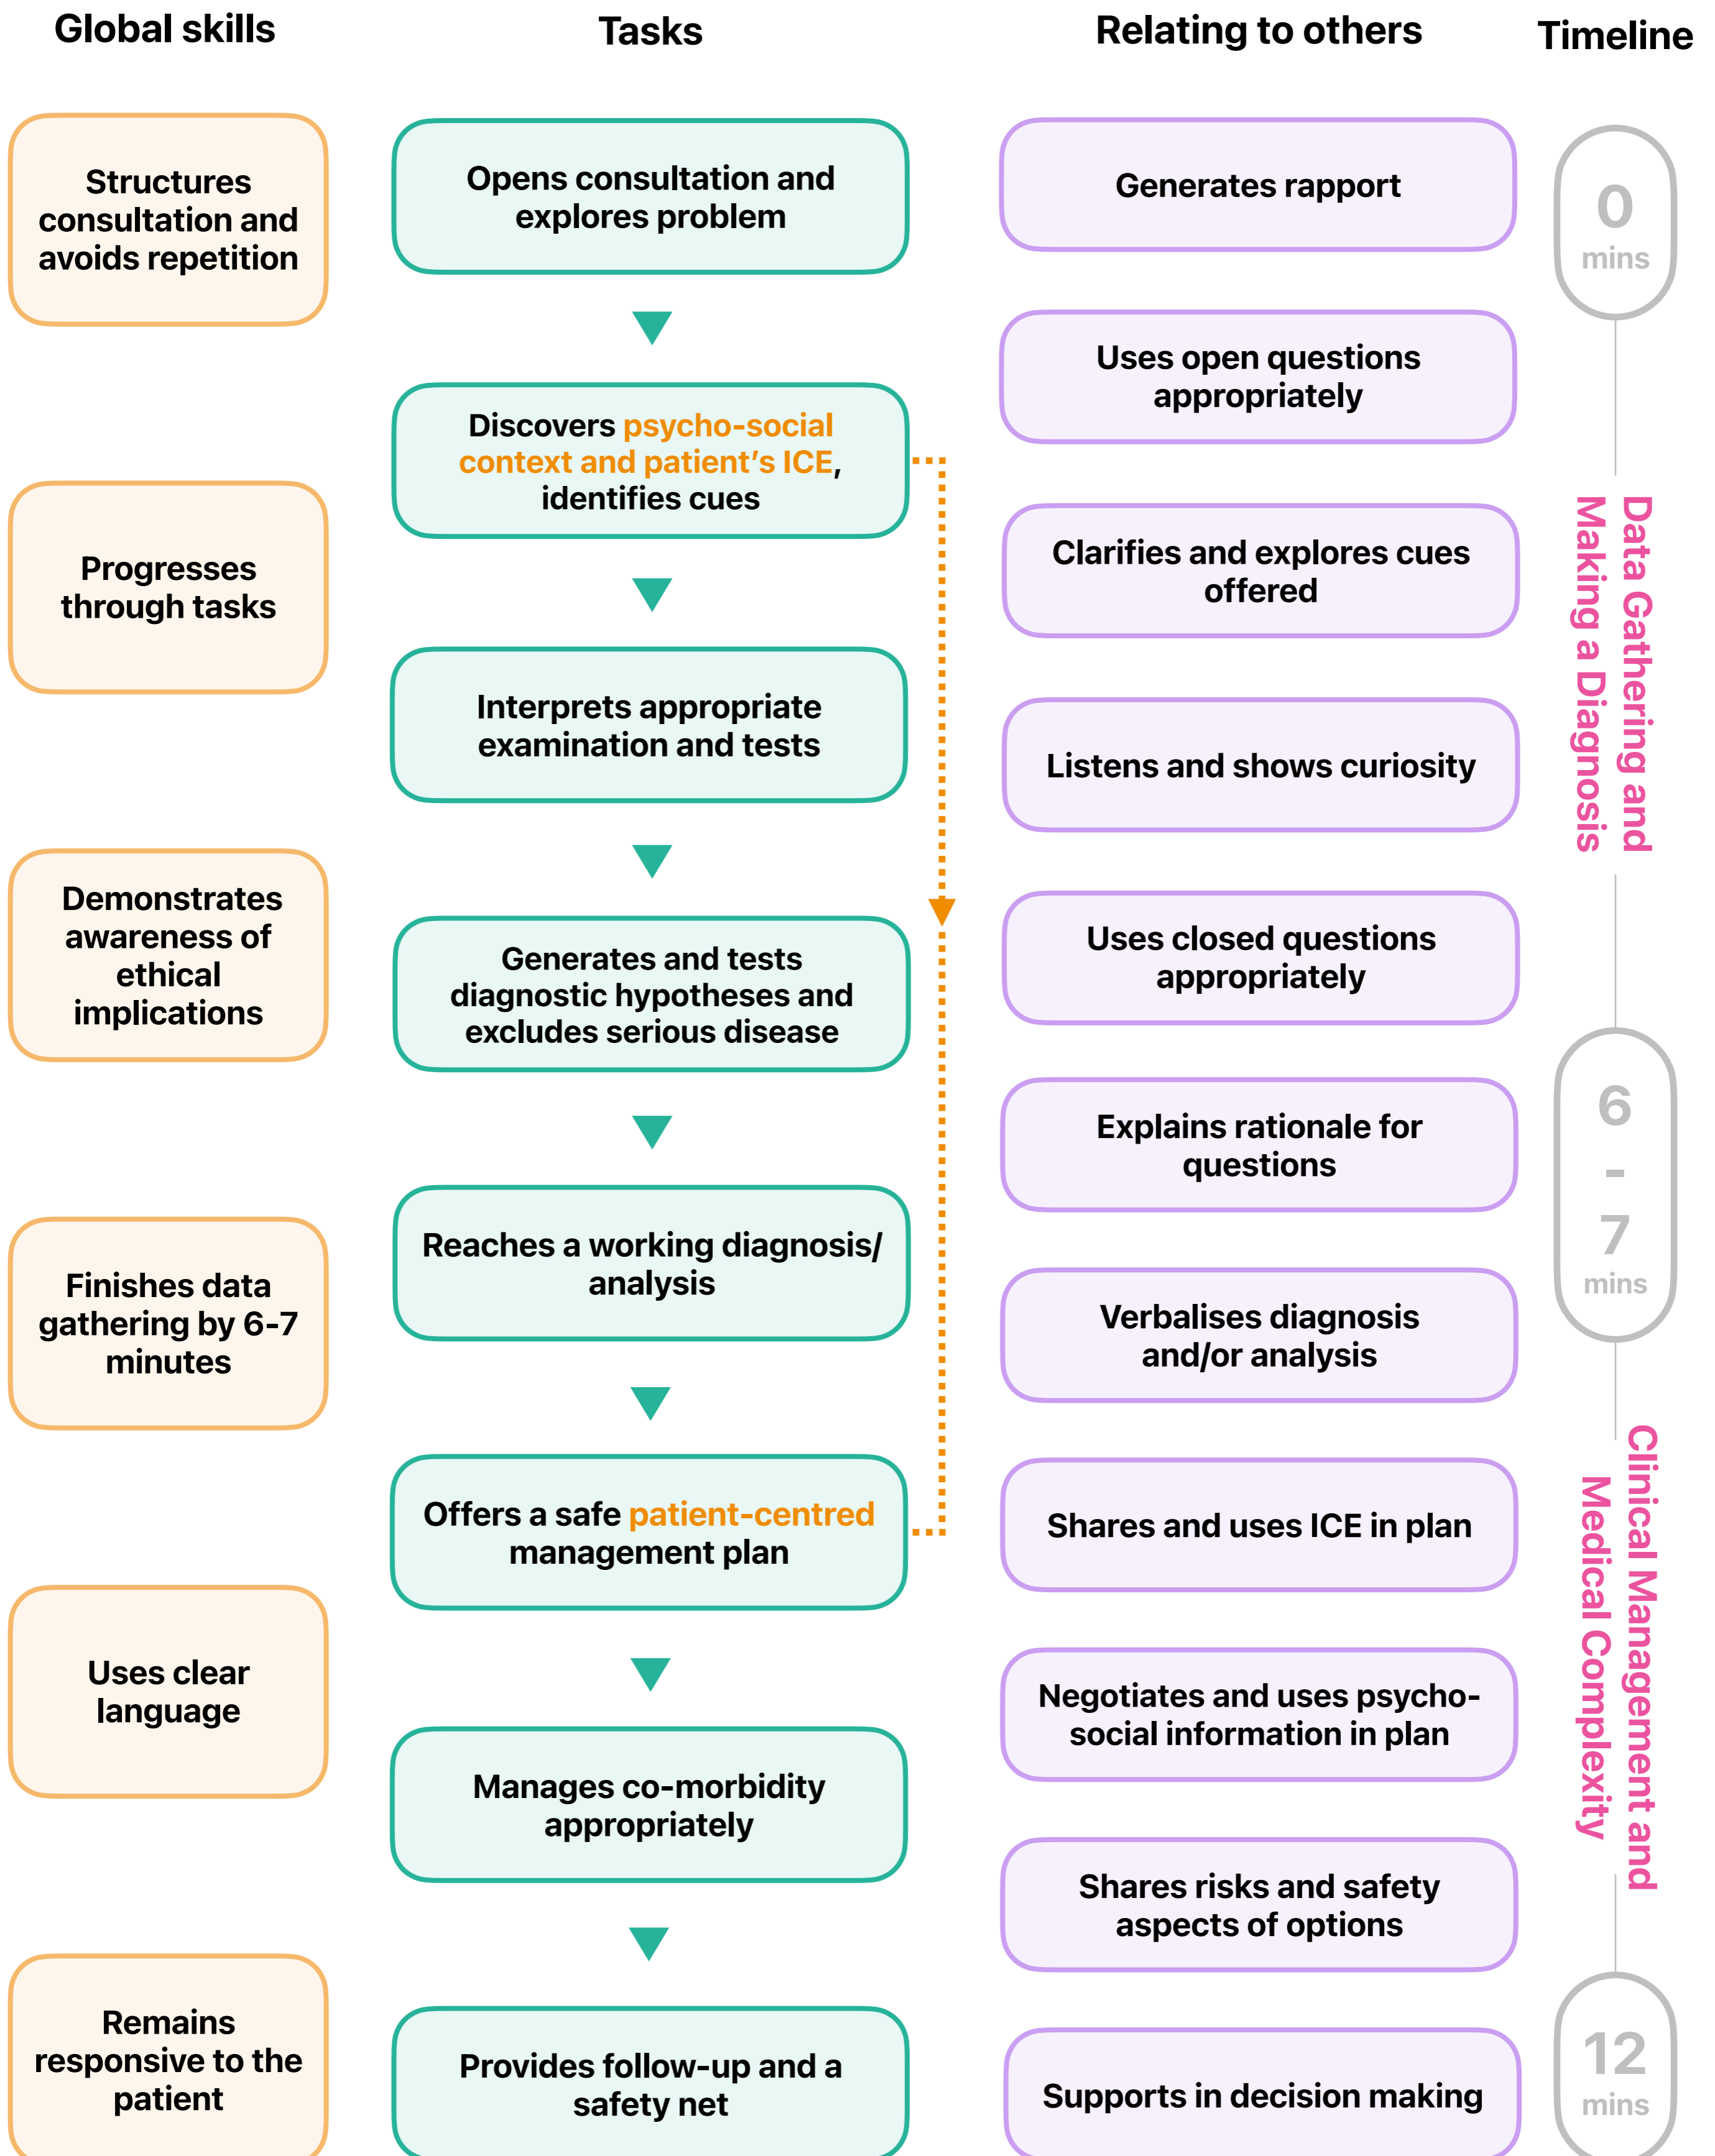 Global skills
Structures
consultation and
avoids repetition
Progresses
through tasks
Demonstrates
awareness of
ethical
implications
Finishes data
gathering by 6-7
minutes
Uses clear
language
Remains
responsive to the
patient
Tasks
Opens consultation and
explores problem
Discovers psycho-social
context and patient’s ICE,
identifies cues
Interprets appropriate
examination and tests
Generates and tests
diagnostic hypotheses and
excludes serious disease
Reaches a working diagnosis/
analysis
Offers a safe patient-centred
management plan
Manages co-morbidity
appropriately
Provides follow-up and a
safety net
Relating to others
Generates rapport
Uses open questions
appropriately
Clarifies and explores cues
offered
Listens and shows curiosity
Uses closed questions
appropriately
Explains rationale for
questions
Verbalises diagnosis
and/or analysis
Shares and uses ICE in plan
Negotiates and uses psycho-
social information in plan
Shares risks and safety
aspects of options
Supports in decision making
Timeline
0
mins
Data Gathering and
Making a Diagnosis
6
-
7
mins
Clinical Management and
Medical Complexity
12
mins